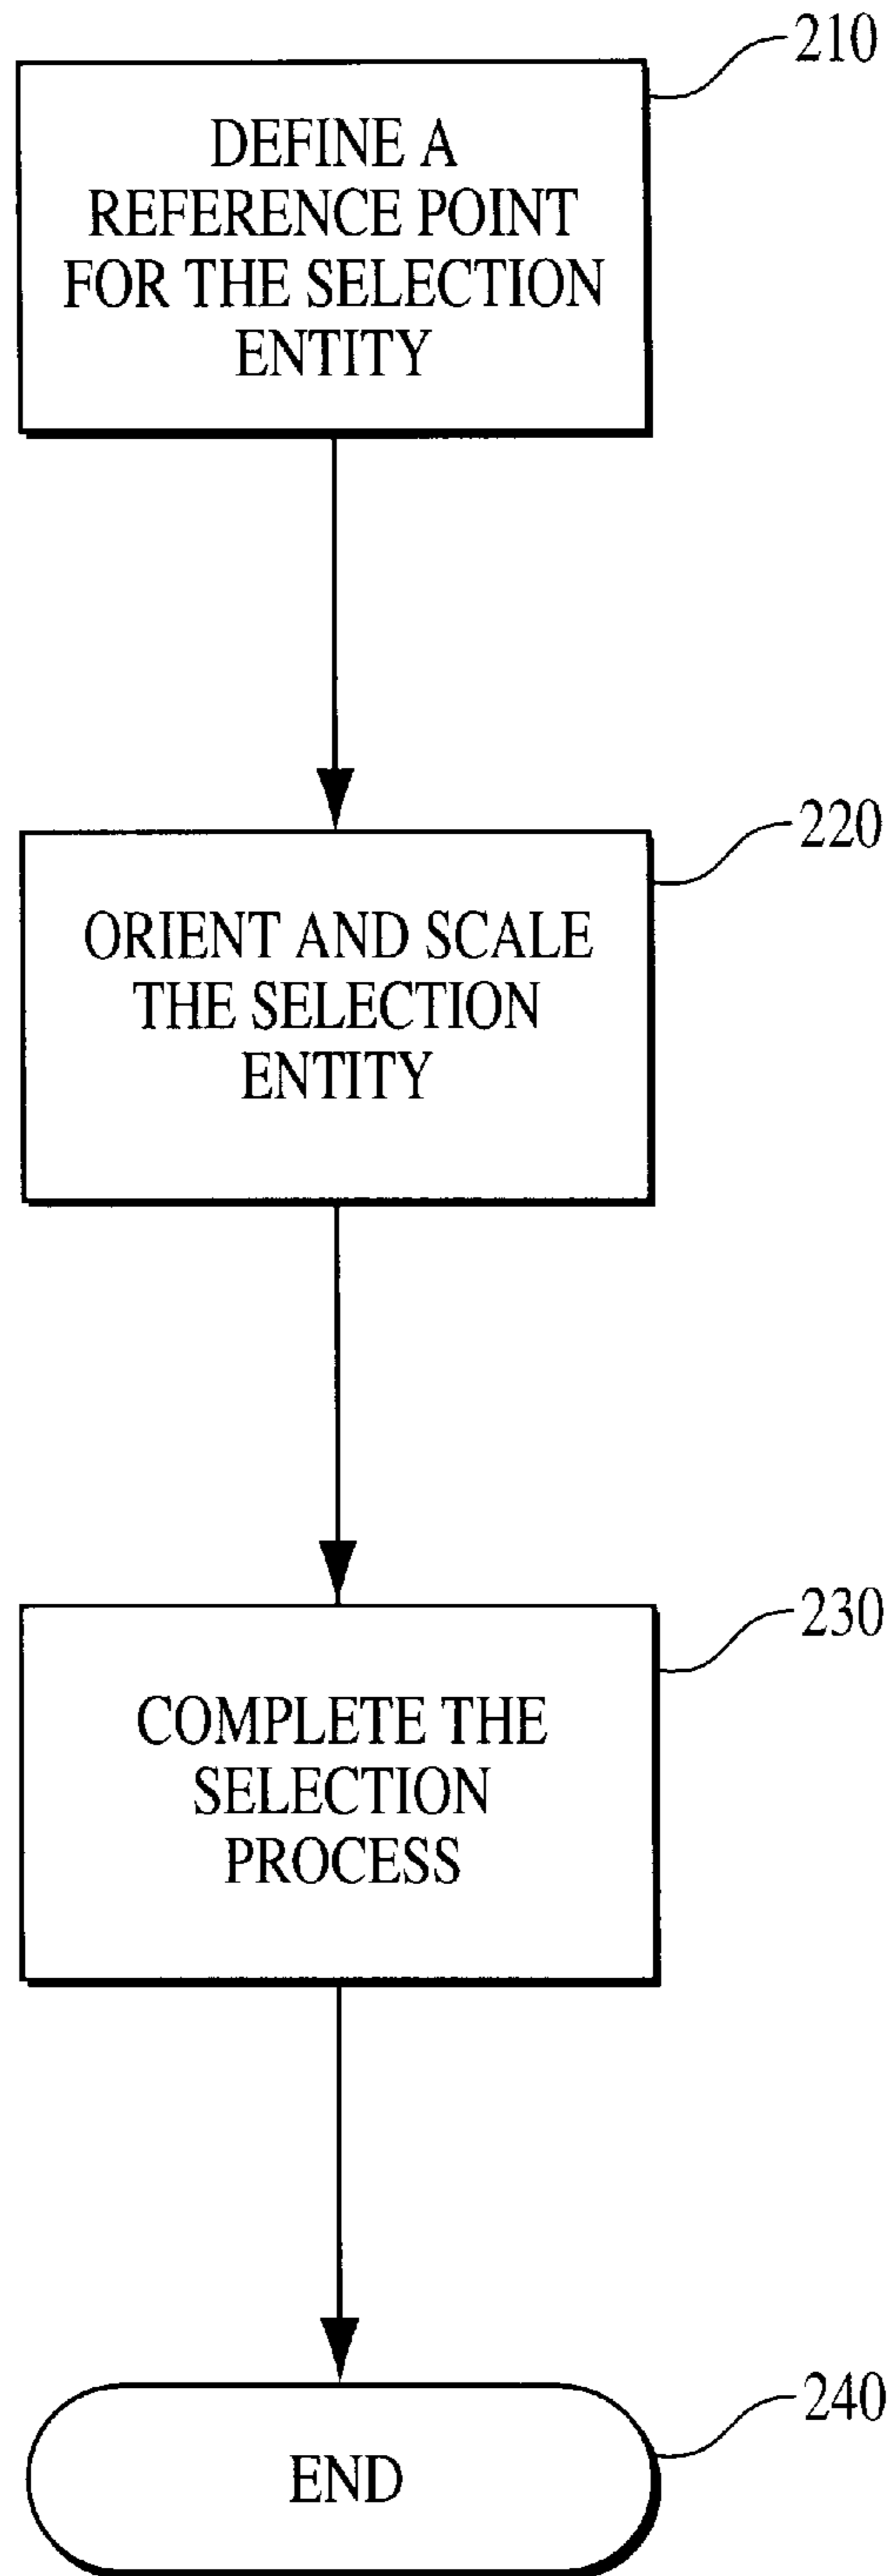 210
DEFINE A
REFERENCE POINT
FOR THE SELECTION
ENTITY
220
ORIENT AND SCALE
THE SELECTION
ENTITY
230
COMPLETE THE
SELECTION
PROCESS
240
END